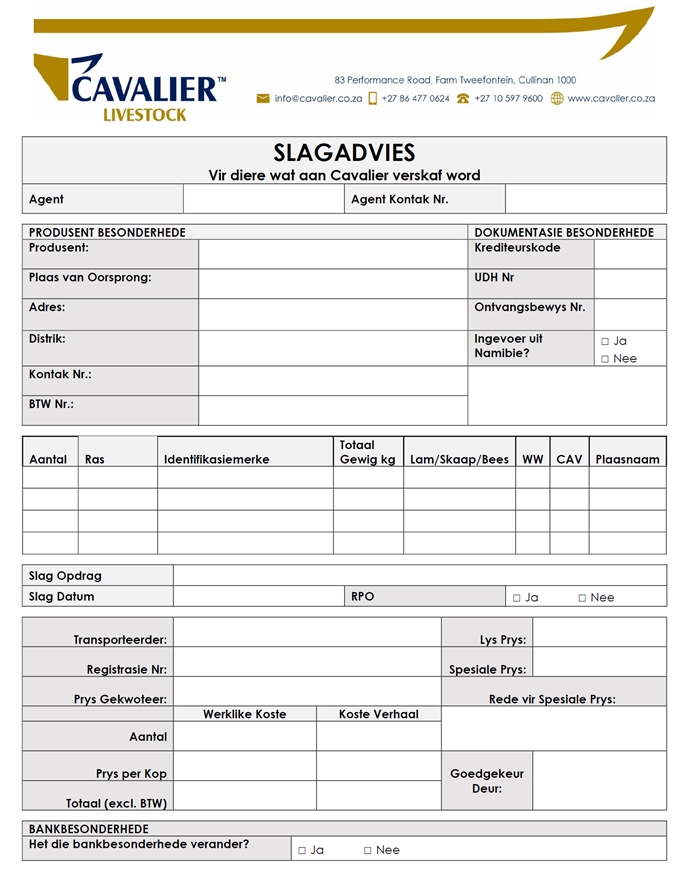 CAVALIER™
LIVESTOCK
83 Performance Road, Farm Tweefontein, Cullinan 1000
info@cavalier.co.za +27 86 477 0624 +27 10 597 9600 www.cavalier.co.za
SLAGADVIES
Vir diere wat aan Cavalier verskaf word
Agent Agent Kontak Nr.
PRODUSENT BESONDERHEDE DOKUMENTASIE BESONDERHEDE
Produsent: Krediteurskode
Plaas van Oorsprong: UDH Nr
Adres: Ontvangsbewys Nr.
Distrik: Ingevoer uit ☐ Ja
Namibie? ☐ Nee
Kontak Nr.:
BTW Nr.:
Totaal
Aantal Ras Identifikasiemerke Gewig kg Lam/Skaap/Bees WW CAV Plaasnaam
Slag Opdrag
Slag Datum RPO ☐ Ja ☐ Nee
Transporteerder: Lys Prys:
Registrasie Nr: Spesiale Prys:
Prys Gekwoteer: Rede vir Spesiale Prys:
Werklike Koste Koste Verhaal
Aantal
Prys per Kop Goedgekeur
Deur:
Totaal (excl. BTW)
BANKBESONDERHEDE
Het die bankbesonderhede verander? ☐ Ja ☐ Nee